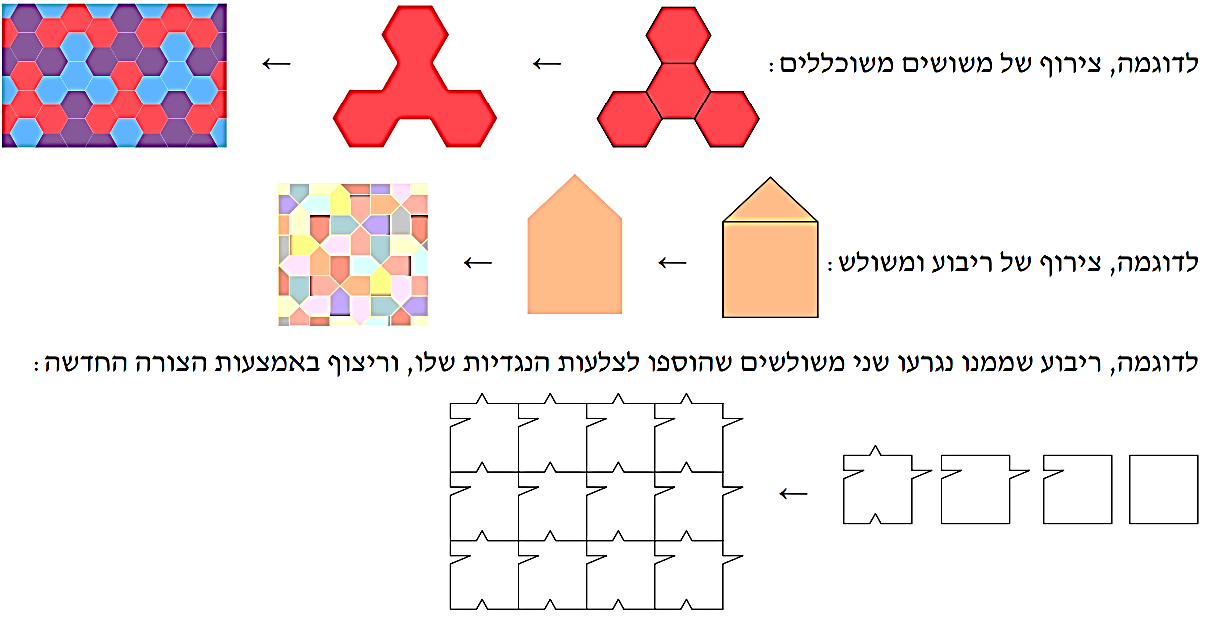 לדוגמה, צירוף של משושים משוכללים:
לדוגמה, צירוף של ריבוע ומשולש:
לדוגמה, ריבוע שממנו נגרעו שני משולשים שהוספו לצלעות הנגדיות שלו, וריצוף באמצעות הצורה החדשה: